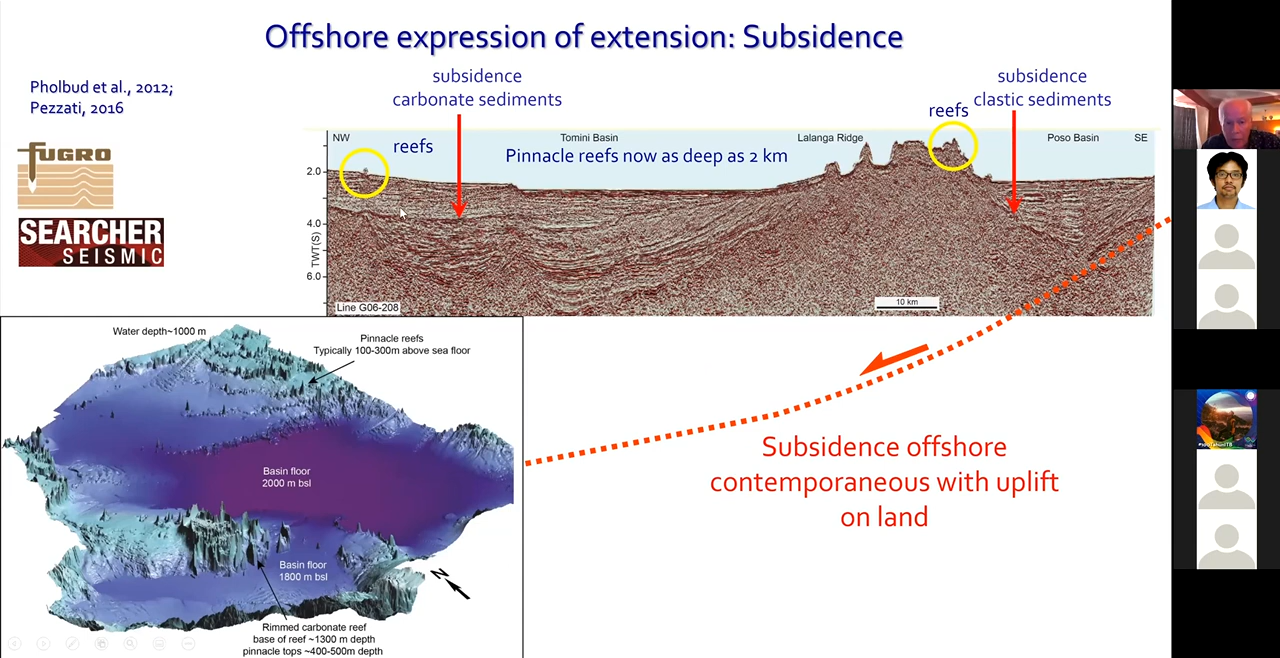 Offshore expression of extension: Subsidence
Pholbud et al., 2012;
Pezzati, 2016
fUGRO
SEARCHER
SEISMIC
subsidence
carbonate sediments
subsidence
clastic sediments
reefs
reefs
NW
Tomini Basin
Lalanga Ridge
Poso Basin
SE
Pinnacle reefs now as deep as 2 km
2.0
4.0
6.0
TWT(S)
10 km
Line G06-208
Water depth~1000 m
Pinnacle reefs
Typically 100-300m above sea floor
Basin floor
2000 m bsl
Basin floor
1800 m bsl
N
Rimmed carbonate reef
base of reef ~1300 m depth
pinnacle tops ~400-500m depth
Subsidence offshore
contemporaneous with uplift
on land